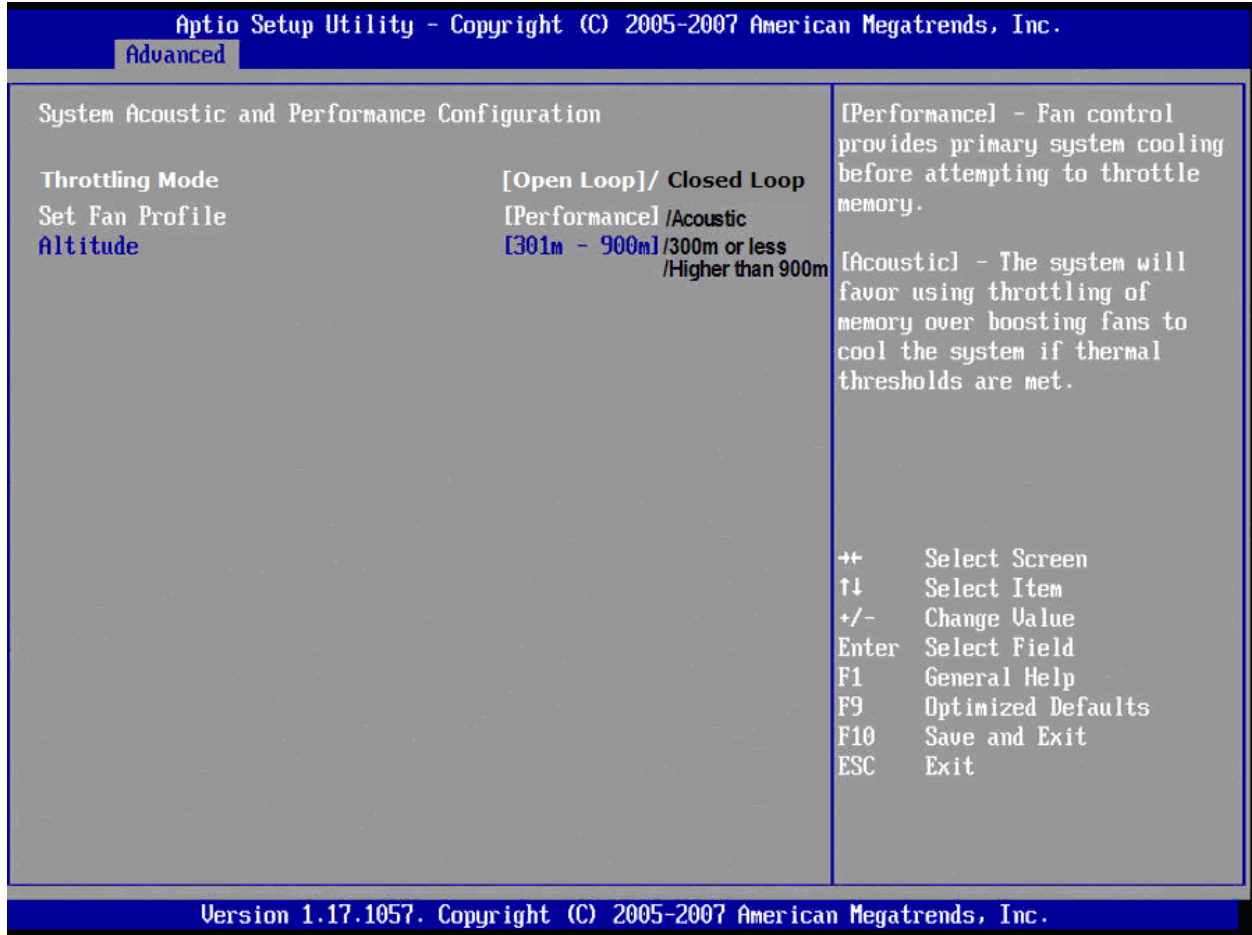 Aptio Setup Utility - Copyright (C) 2005-2007 American Megatrends, Inc.
Advanced
System Acoustic and Performance Configuration
Throttling Mode [Open Loop]/ Closed Loop
Set Fan Profile [Performance] /Acoustic
Altitude [301m - 900m] /300m or less
/Higher than 900m
[Performance] - Fan control
provides primary system cooling
before attempting to throttle
memory.
[Acoustic] - The system will
favor using throttling of
memory over boosting fans to
cool the system if thermal
thresholds are met.
→← Select Screen
↑↓ Select Item
+/- Change Value
Enter Select Field
F1 General Help
F9 Optimized Defaults
F10 Save and Exit
ESC Exit
Version 1.17.1057. Copyright (C) 2005-2007 American Megatrends, Inc.